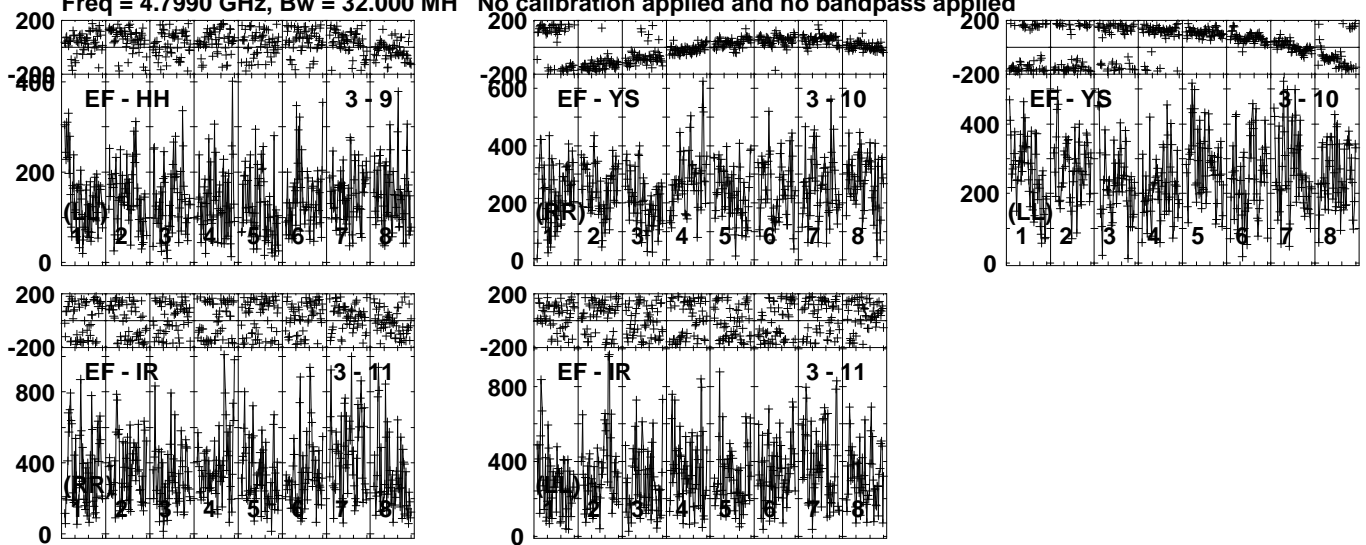 Freq = 4.7990 GHz, Bw = 32.000 MH No calibration applied and no bandpass applied
200
-200
400
200
0
EF - HH 3 - 9
(LL)
1 2 3 4 5 6 7 8
200
-200
600
400
200
0
EF - YS 3 - 10
(RR)
1 2 3 4 5 6 7 8
200
-200
400
200
0
EF - YS 3 - 10
(LL)
1 2 3 4 5 6 7 8
200
-200
800
400
0
EF - IR 3 - 11
(RR)
1 2 3 4 5 6 7 8
200
-200
800
400
0
EF - IR 3 - 11
(LL)
1 2 3 4 5 6 7 8